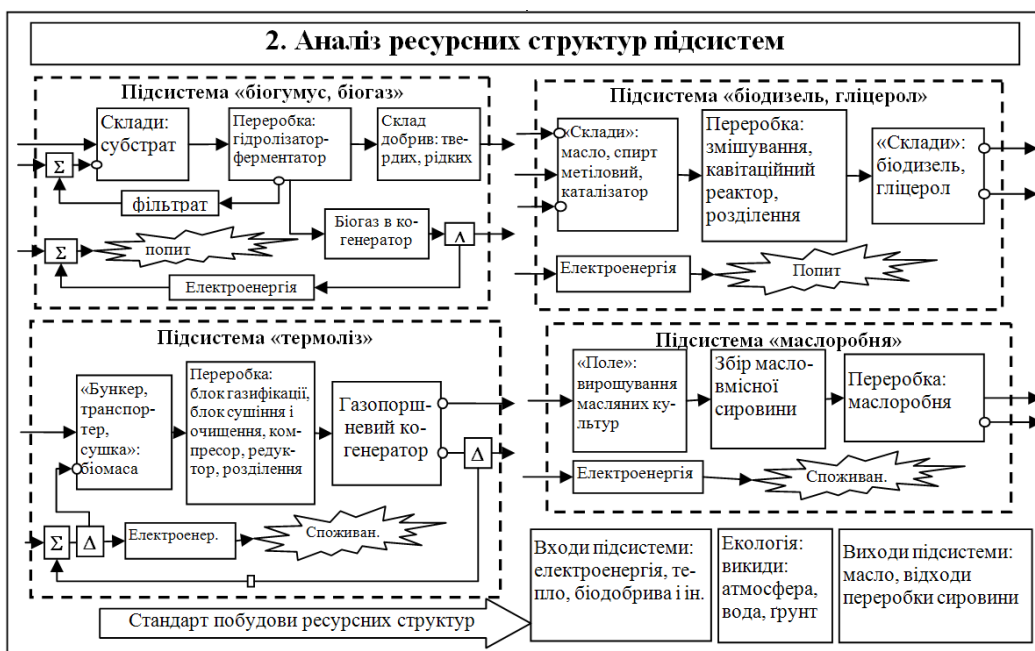 2. Аналіз ресурсних структур підсистем
Підсистема «біогумус, біогаз»
Склади:
субстрат
Переробка:
гідролізатор-
ферментатор
Склад
добрив: тве-
рдих, рідких
Σ
фільтрат
Біогаз в ко-
генератор
Λ
Σ
попит
Електроенергія
Підсистема «біодизель, гліцерол»
«Склади»:
масло, спирт
метіловий,
каталізатор
Переробка:
змішування,
кавітаційний
реактор,
розділення
«Склади»:
біодизель,
гліцерол
Електроенергія
Попит
Підсистема «термоліз»
«Бункер,
транспор-
тер,
сушка»:
біомаса
Переробка:
блок газифікації,
блок сушіння і
очищення, ком-
пресор, редук-
тор, розділення
Газопорш-
невий ко-
генератор
Δ
Σ
Δ
Електроенер.
Споживан.
Підсистема «маслоробня»
«Поле»:
вирошування
масляних ку-
льтур
Збір масло-
вмісної
сировини
Переробка:
маслоробня
Електроенергія
Споживан.
Стандарт побудови ресурсних структур
Входи підсистеми:
електроенергія, те-
пло, біодобрива і ін.
Екологія:
викиди:
атмосфера,
вода, ґрунт
Виходи підсистеми:
масло, відходи
переробки сировини